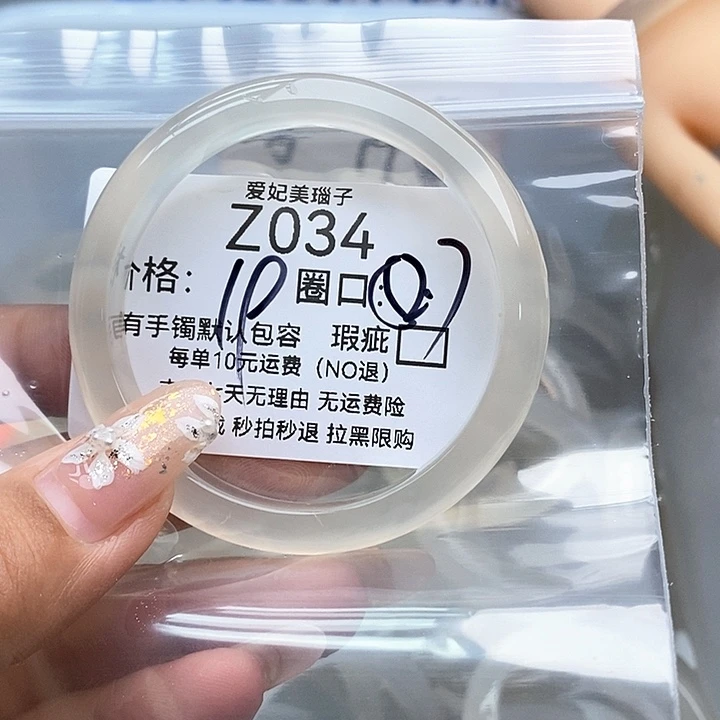 爱妃美瑙子
Z034
价格: 圈口
有手镯默认包容 瑕疵
每单10元运费（NO退）
天无理由 无运费险
秒拍秒退 拉黑限购